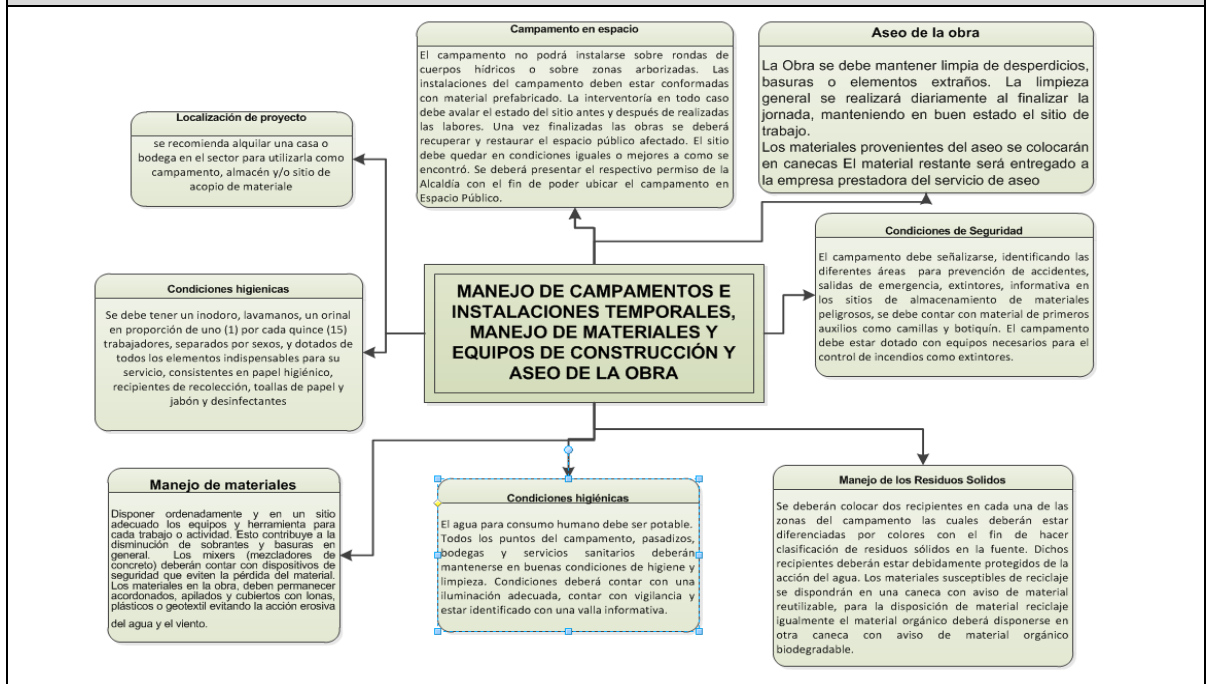 Campamento en espacio
El campamento no podrá instalarse sobre rondas de
cuerpos hídricos o sobre zonas arborizadas. Las
instalaciones del campamento deben estar conformadas
con material prefabricado. La interventoría en todo caso
debe avalar el estado del sitio antes y después de realizadas
las labores. Una vez finalizadas las obras se deberá
recuperar y restaurar el espacio público afectado. El sitio
debe quedar en condiciones iguales o mejores a como se
encontró. Se deberá presentar el respectivo permiso de la
Alcaldía con el fin de poder ubicar el campamento en
Espacio Público.
Aseo de la obra
La Obra se debe mantener limpia de desperdicios,
basuras o elementos extraños. La limpieza
general se realizará diariamente al finalizar la
jornada, manteniendo en buen estado el sitio de
trabajo.
Los materiales provenientes del aseo se colocarán
en canecas El material restante será entregado a
la empresa prestadora del servicio de aseo
Localización de proyecto
se recomienda alquilar una casa o
bodega en el sector para utilizarla como
campamento, almacén y/o sitio de
acopio de materiale
Condiciones de Seguridad
El campamento debe señalizarse, identificando las
diferentes áreas para prevención de accidentes,
salidas de emergencia, extintores, informativa en
los sitios de almacenamiento de materiales
peligrosos, se debe contar con material de primeros
auxilios como camillas y botiquín. El campamento
debe estar dotado con equipos necesarios para el
control de incendios como extintores.
Condiciones higienicas
Se debe tener un inodoro, lavamanos, un orinal
en proporción de uno (1) por cada quince (15)
trabajadores, separados por sexos, y dotados de
todos los elementos indispensables para su
servicio, consistentes en papel higiénico,
recipientes de recolección, toallas de papel y
jabón y desinfectantes
MANEJO DE CAMPAMENTOS E
INSTALACIONES TEMPORALES,
MANEJO DE MATERIALES Y
EQUIPOS DE CONSTRUCCIÓN Y
ASEO DE LA OBRA
Manejo de materiales
Disponer ordenadamente y en un sitio
adecuado los equipos y herramienta para
cada trabajo o actividad. Esto contribuye a la
disminución de sobrantes y basuras en
general. Los mixers (mezcladores de
concreto) deberán contar con dispositivos de
seguridad que eviten la pérdida del material.
Los materiales en la obra, deben permanecer
acordonados, apilados y cubiertos con lonas,
plásticos o geotextil evitando la acción erosiva
del agua y el viento.
Condiciones higiénicas
El agua para consumo humano debe ser potable.
Todos los puntos del campamento, pasadizos,
bodegas y servicios sanitarios deberán
mantenerse en buenas condiciones de higiene y
limpieza. Condiciones deberá contar con una
iluminación adecuada, contar con vigilancia y
estar identificado con una valla informativa.
Manejo de los Residuos Solidos
Se deberán colocar dos recipientes en cada una de las
zonas del campamento las cuales deberán estar
diferenciadas por colores con el fin de hacer
clasificación de residuos sólidos en la fuente. Dichos
recipientes deberán estar debidamente protegidos de la
acción del agua. Los materiales susceptibles de reciclaje
se dispondrán en una caneca con aviso de material
reutilizable, para la disposición de material reciclaje
igualmente el material orgánico deberá disponerse en
otra caneca con aviso de material orgánico
biodegradable.